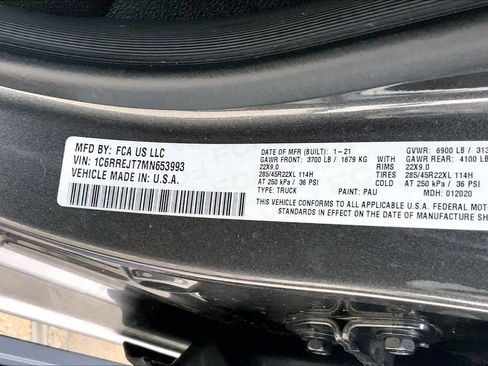 MFD BY: FCA US LLC
VIN: 1C6RREJT7MN653993
VEHICLE MADE IN: U.S.A.
DATE OF MFR (BUILT): 1-21 GVWR: 6900 LB / 313
GAWR FRONT: 3700 LB / 1679 KG GAWR REAR: 4100 LB
22X9.0 RIMS 22X9.0
285/45R22XL 114H TIRES 285/45R22XL 114H
AT 250 kPa / 36 PSI AT 250 kPa / 36 PSI
TYPE: TRUCK PAINT: PAU MDH: 012020
THIS VEHICLE CONFORMS TO ALL APPLICABLE U.S.A. FEDERAL MOT
STANDARDS IN EFFECT ON THE DATE OF MANUFACTURE SH